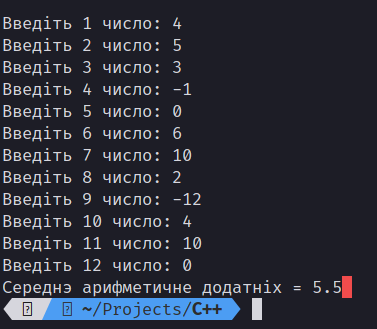 Введіть 1 число: 4
Введіть 2 число: 5
Введіть 3 число: 3
Введіть 4 число: -1
Введіть 5 число: 0
Введіть 6 число: 6
Введіть 7 число: 10
Введіть 8 число: 2
Введіть 9 число: -12
Введіть 10 число: 4
Введіть 11 число: 10
Введіть 12 число: 0
Середнэ арифметичне додатніх = 5.5
~/Projects/C++